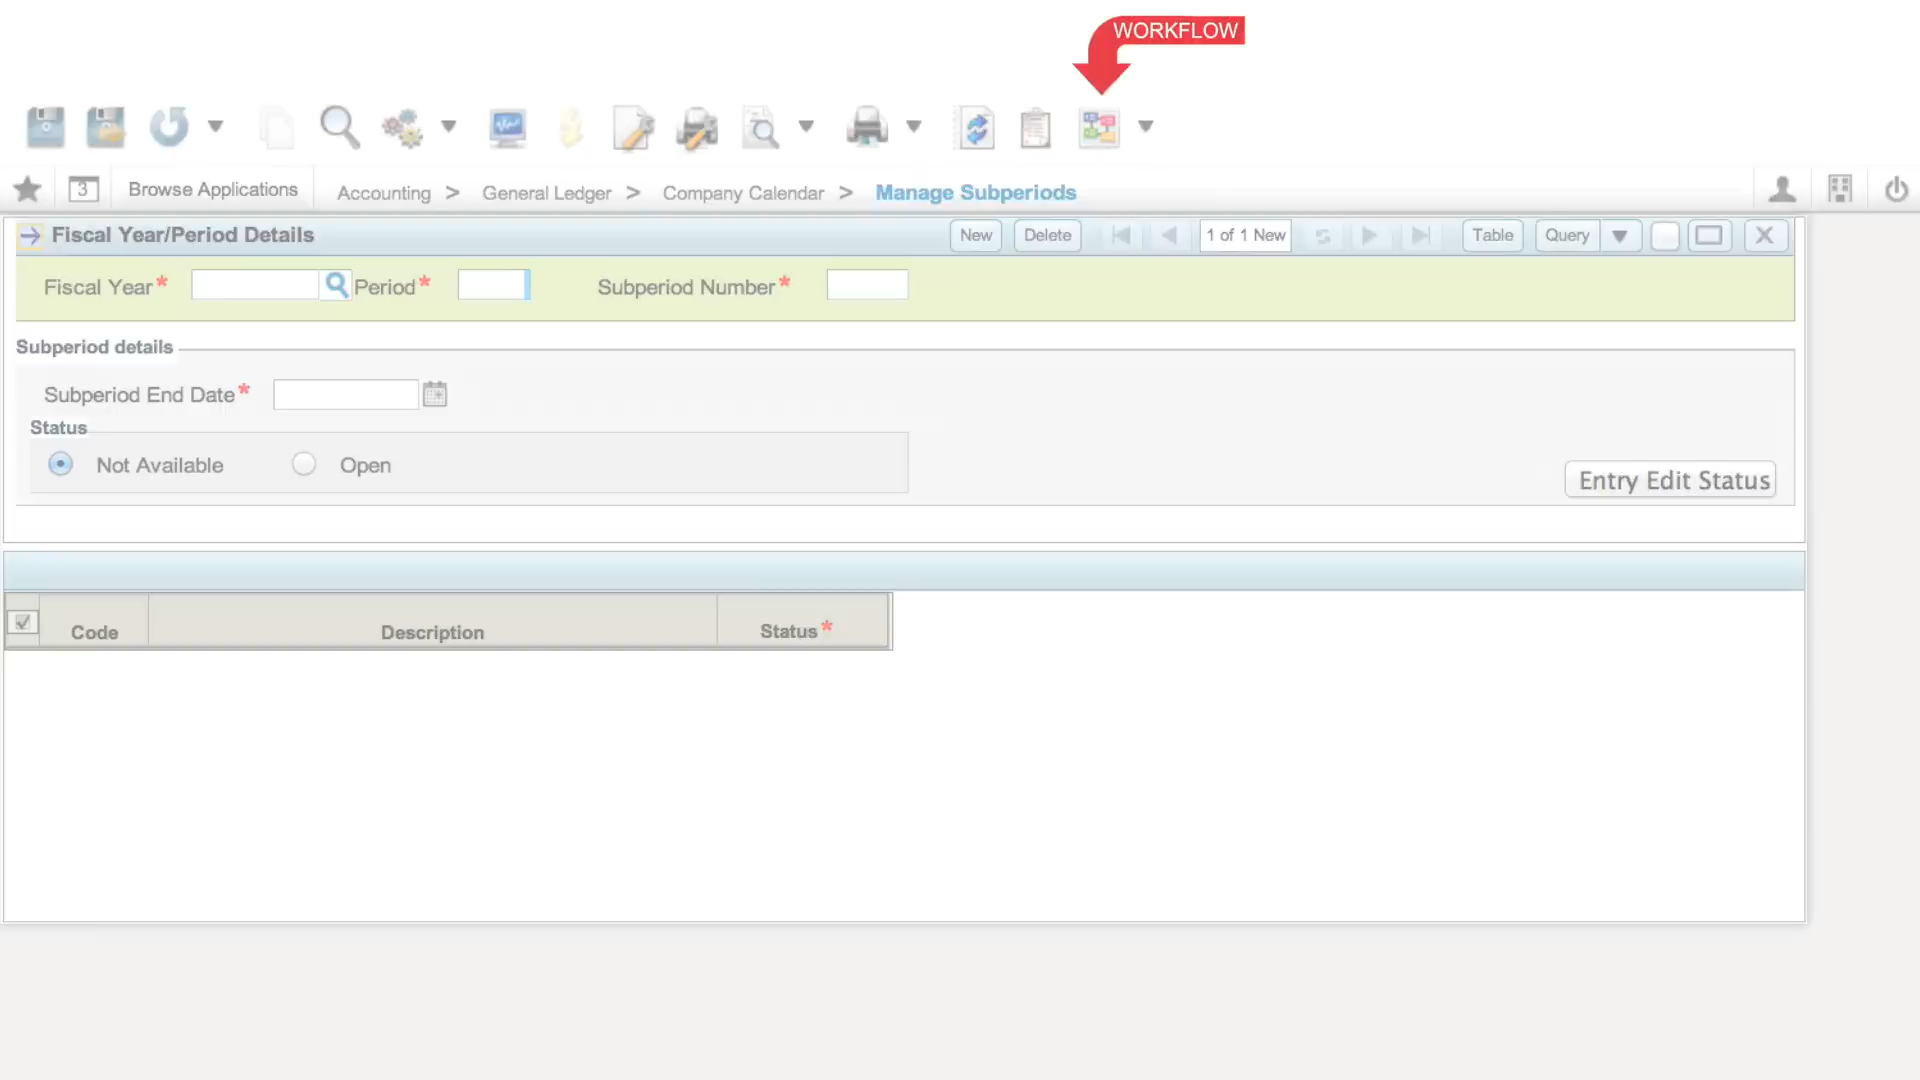 WORKFLOW
3 Browse Applications Accounting > General Ledger > Company Calendar > Manage Subperiods
Fiscal Year/Period Details New Delete 1 of 1 New Table Query X
Fiscal Year* Period* Subperiod Number*
Subperiod details
Subperiod End Date*
Status
Not Available Open
Entry Edit Status
Code Description Status*